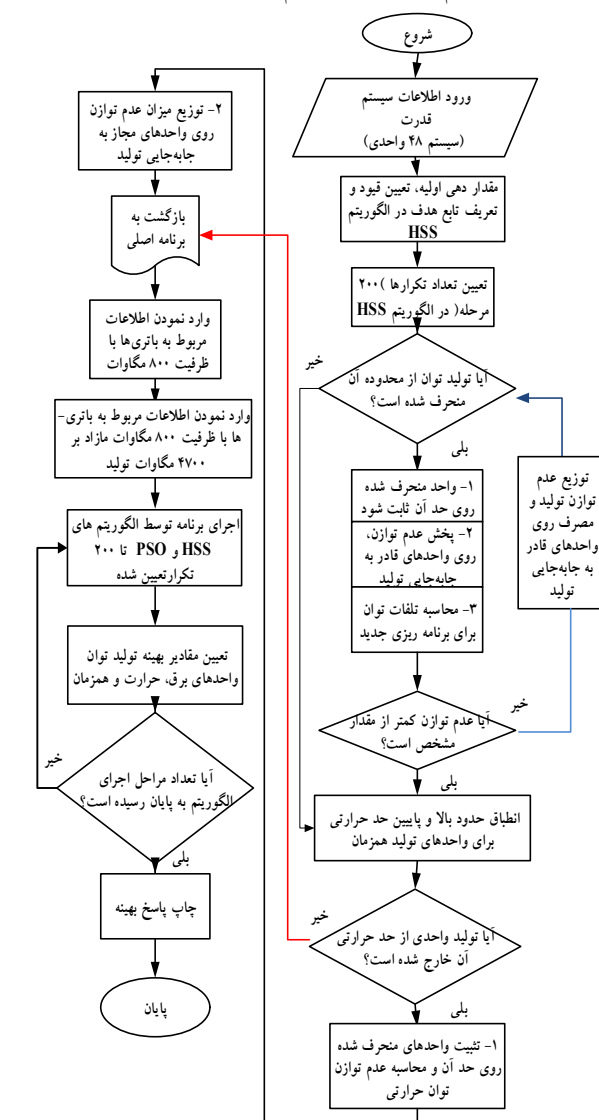 شروع
ورود اطلاعات سیستم
قدرت
(سیستم ۴۸ واحدی)
مقدار دهی اولیه، تعیین قیود و
تعریف تابع هدف در الگوریتم
HSS
تعیین تعداد تکرارها )۲۰۰
مرحله( در الگوریتم HSS
آیا تولید توان از محدوده آن
منحرف شده است؟
خیر
بلی
۱- واحد منحرف شده
روی حد آن ثابت شود
۲- پخش عدم توازن،
روی واحدهای قادر به
جابه‌جایی تولید
۳- محاسبه تلفات توان
برای برنامه ریزی جدید
توزیع عدم
توازن تولید و
مصرف روی
واحدهای قادر
به جابه‌جایی
تولید
آیا عدم توازن کمتر از مقدار
مشخص است؟
خیر
بلی
انطباق حدود بالا و پایین حد حرارتی
برای واحدهای تولید همزمان
آیا تولید واحدی از حد حرارتی
آن خارج شده است؟
خیر
بلی
۱- تثبیت واحدهای منحرف شده
روی حد آن و محاسبه عدم توازن
توان حرارتی
۲- توزیع میزان عدم توازن
روی واحدهای مجاز به
جابه‌جایی تولید
بازگشت به
برنامه اصلی
وارد نمودن اطلاعات
مربوط به باتری‌ها با
ظرفیت ۸۰۰ مگاوات
وارد نمودن اطلاعات مربوط به باتری-
ها با ظرفیت ۸۰۰ مگاوات مازاد بر
۴۷۰۰ مگاوات تولید
اجرای برنامه توسط الگوریتم های
HSS و PSO تا ۲۰۰
تکرارتعیین شده
تعیین مقادیر بهینه تولید توان
واحدهای برق، حرارت و همزمان
آیا تعداد مراحل اجرای
الگوریتم به پایان رسیده است؟
خیر
بلی
چاپ پاسخ بهینه
پایان